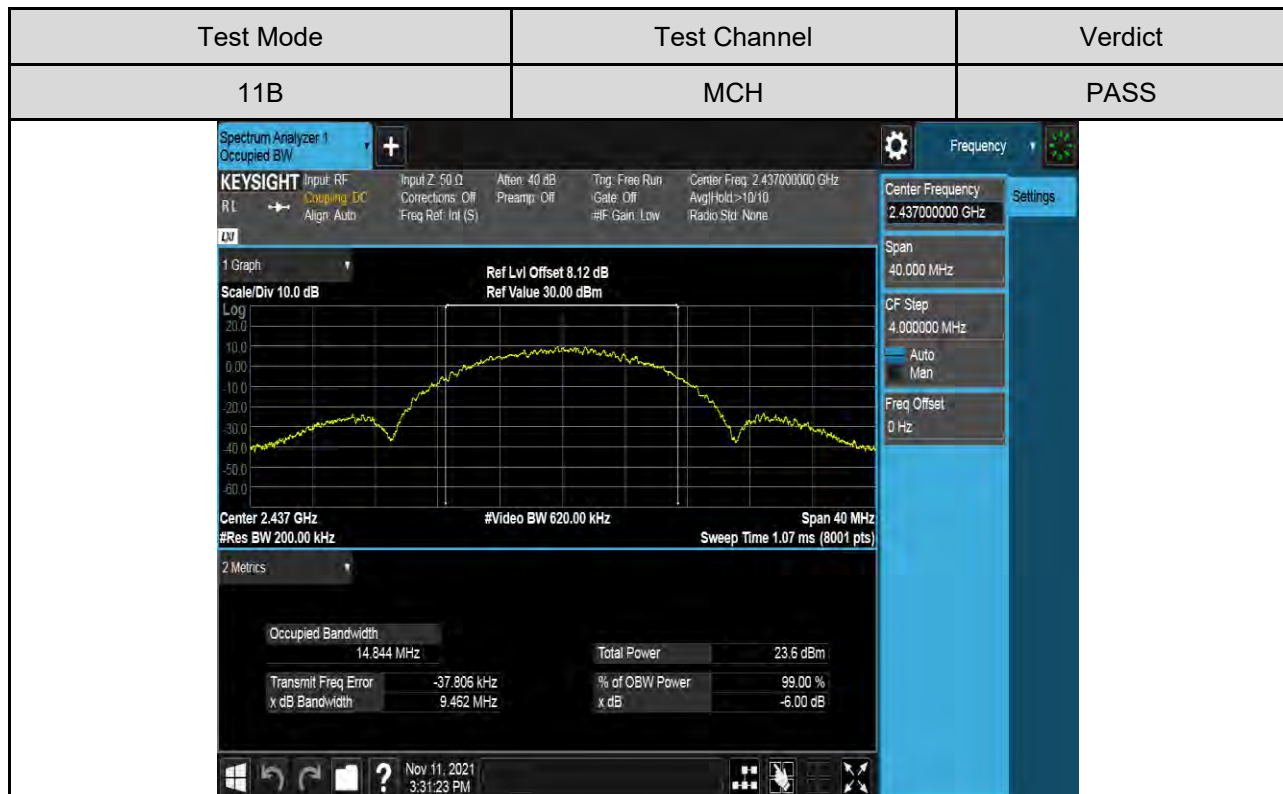 Test Mode Test Channel Verdict
11B MCH PASS
Spectrum Analyzer 1
Occupied BW
+
Frequency
KEYSIGHT Input: RF Input Z: 50 Ω Atten: 40 dB Trig: Free Run Center Freq: 2.437000000 GHz
RL Coupling: DC Corrections: Off Preamp: Off Gate: Off Avg|Hold:>10/10
Align: Auto Freq Ref: Int (S) #IF Gain: Low Radio Std: None
LXI
Center Frequency
2.437000000 GHz
Settings
Span
40.000 MHz
CF Step
4.000000 MHz
Auto
Man
Freq Offset
0 Hz
1 Graph
Ref Lvl Offset 8.12 dB
Scale/Div 10.0 dB Ref Value 30.00 dBm
Log
20.0
10.0
0.00
-10.0
-20.0
-30.0
-40.0
-50.0
-60.0
Center 2.437 GHz #Video BW 620.00 kHz Span 40 MHz
#Res BW 200.00 kHz Sweep Time 1.07 ms (8001 pts)
2 Metrics
Occupied Bandwidth
14.844 MHz Total Power 23.6 dBm
Transmit Freq Error -37.806 kHz % of OBW Power 99.00 %
x dB Bandwidth 9.462 MHz x dB -6.00 dB
? Nov 11, 2021
3:31:23 PM